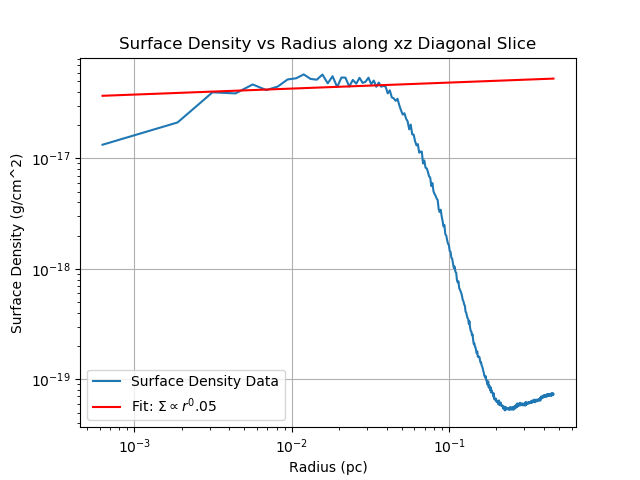 Surface Density vs Radius along xz Diagonal Slice
Surface Density (g/cm^2)
10⁻¹⁷
10⁻¹⁸
10⁻¹⁹
Surface Density Data
Fit: Σ ∝ r⁰.05
10⁻³
10⁻²
10⁻¹
Radius (pc)